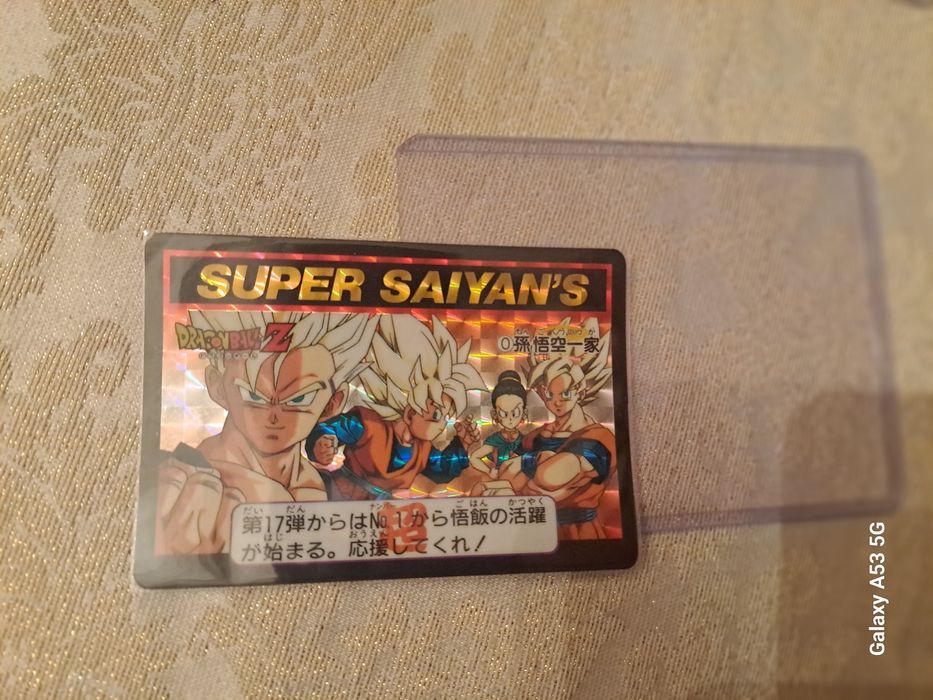 SUPER SAIYAN'S
DRAGON BALL Z
0孫悟空一家
第17弾からはNo.1から悟飯の活躍
が始まる。応援してくれ!
Galaxy A53 5G